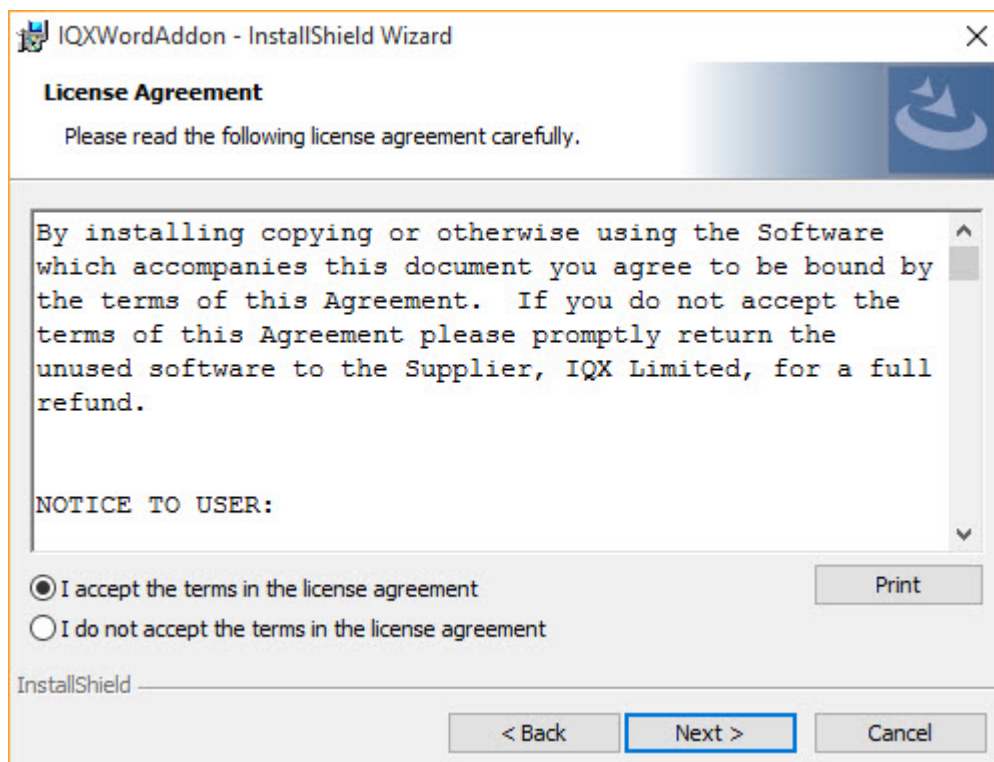 IQXWordAddon - InstallShield Wizard
License Agreement
Please read the following license agreement carefully.
By installing copying or otherwise using the Software
which accompanies this document you agree to be bound by
the terms of this Agreement.  If you do not accept the
terms of this Agreement please promptly return the
unused software to the Supplier, IQX Limited, for a full
refund.
NOTICE TO USER:
I accept the terms in the license agreement
Print
I do not accept the terms in the license agreement
InstallShield
< Back
Next >
Cancel